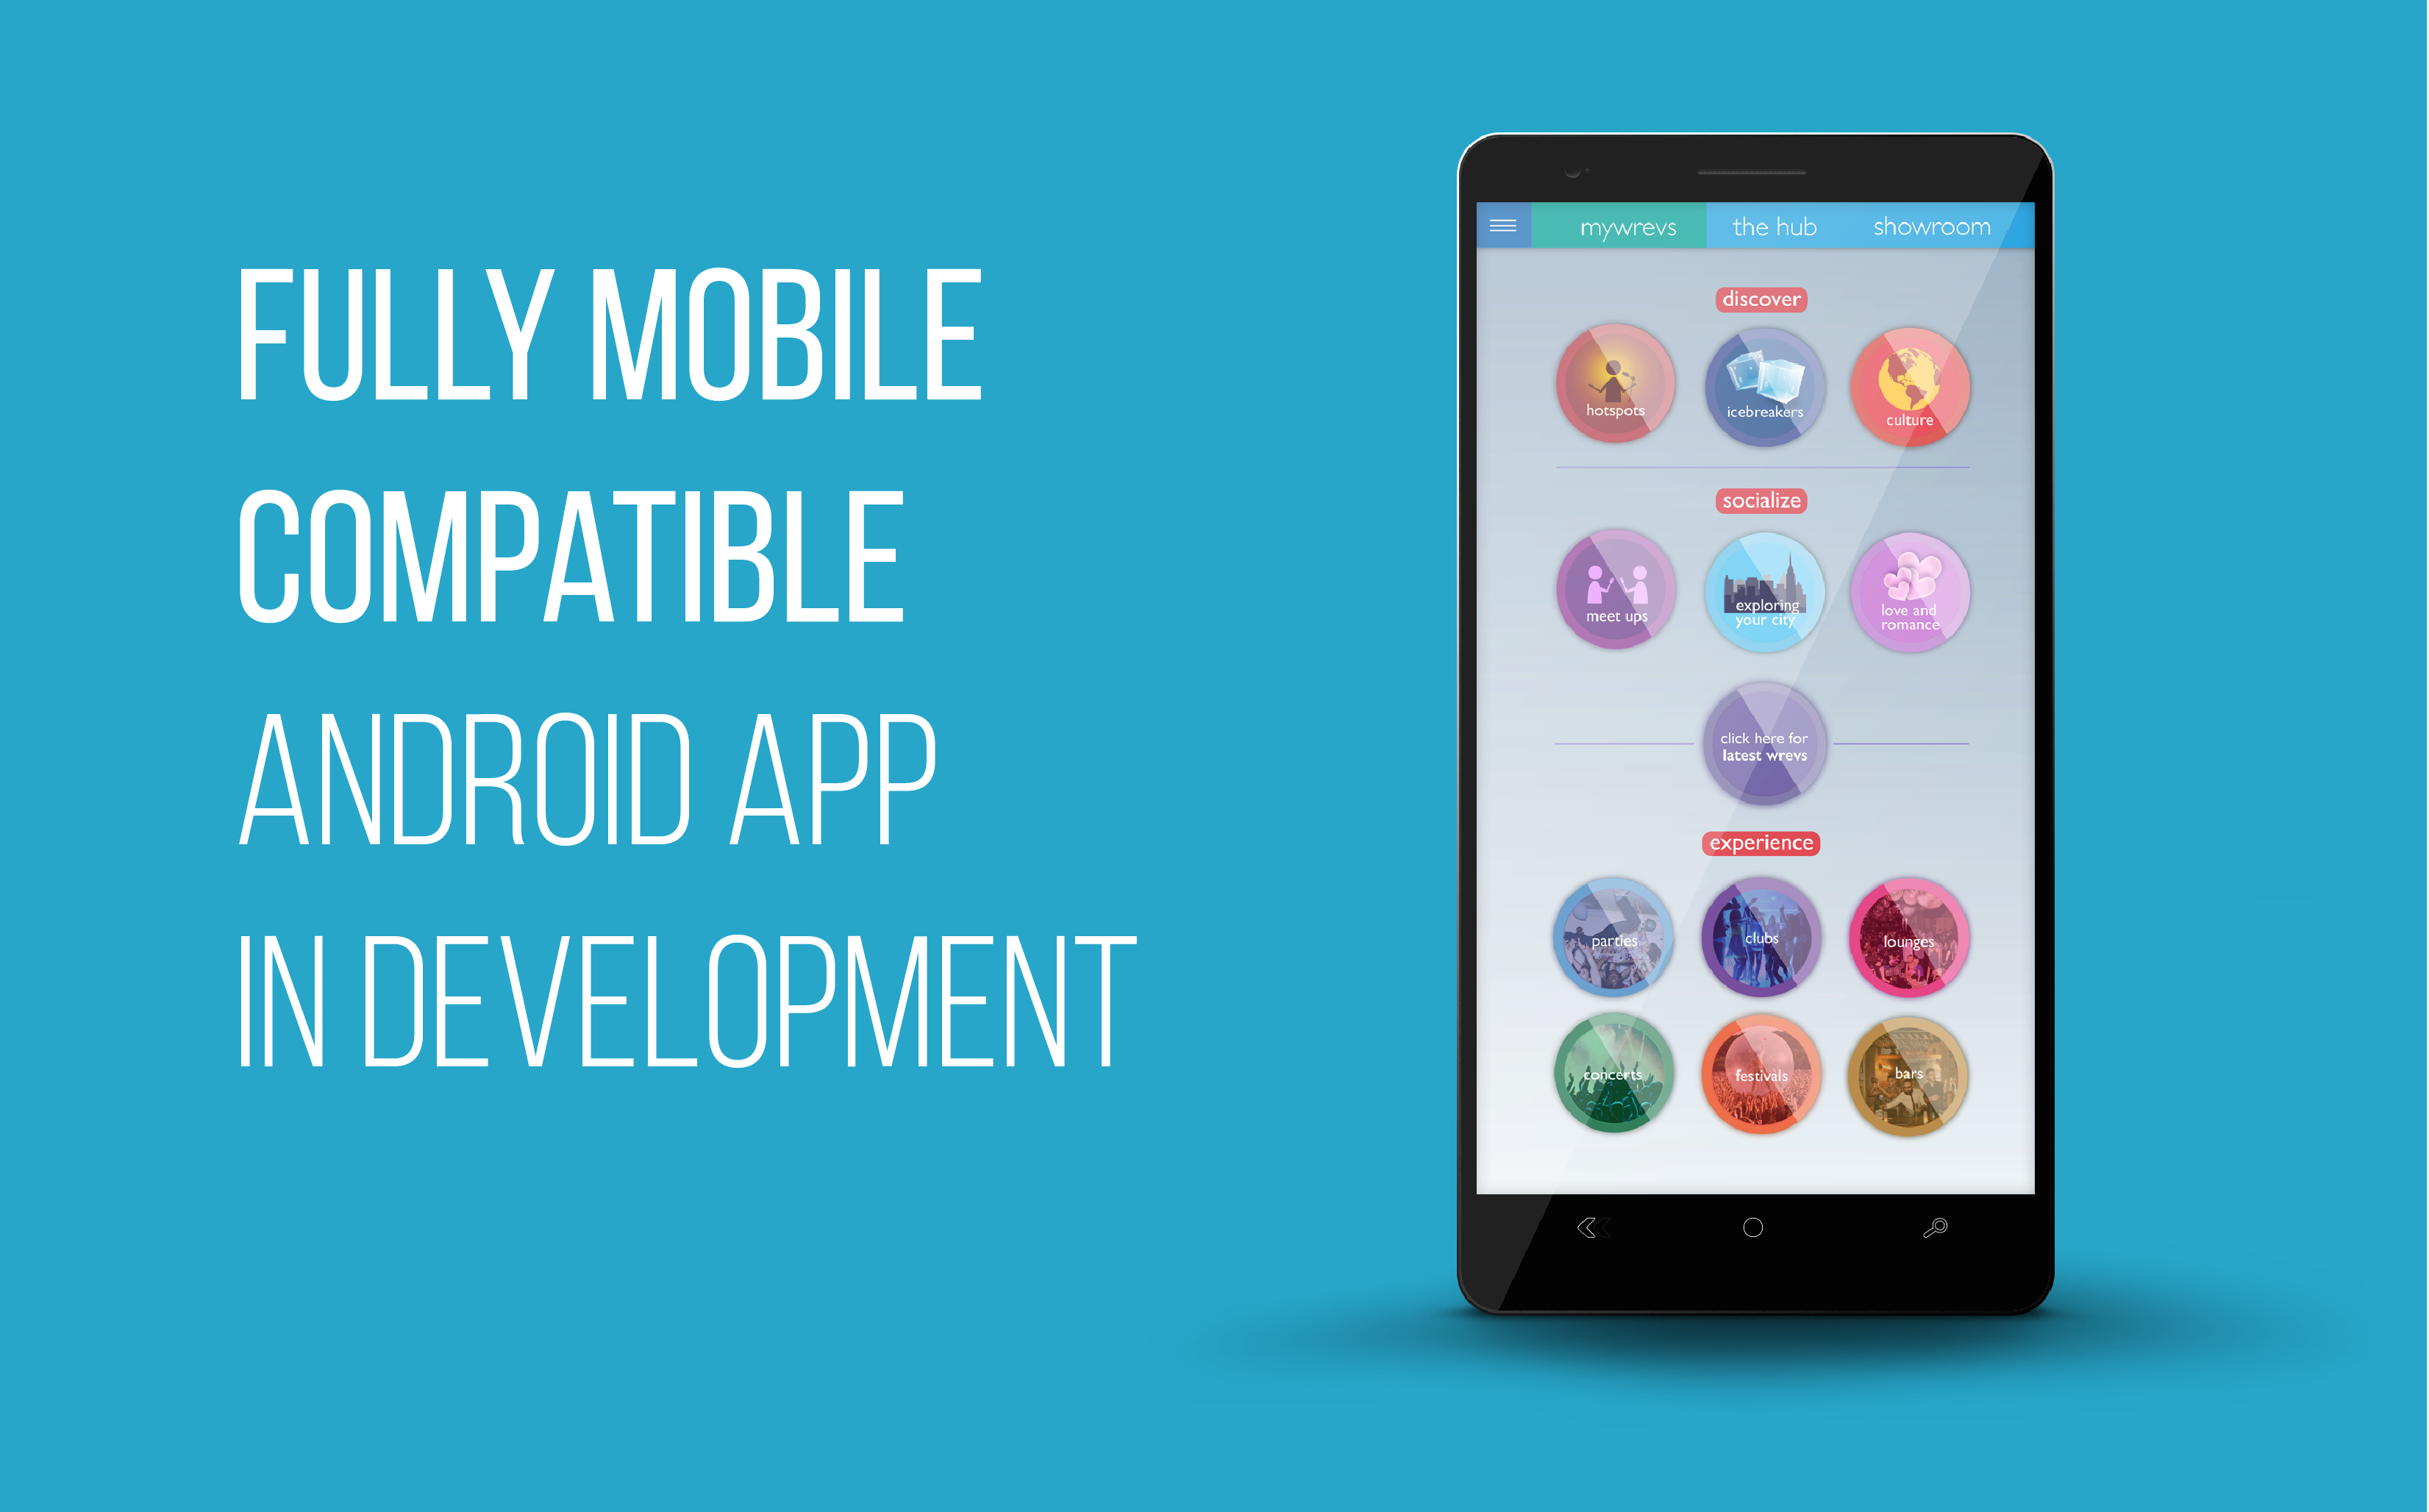 FULLY MOBILE
COMPATIBLE
ANDROID APP
IN DEVELOPMENT
mywrevs the hub showroom
discover
hotspots icebreakers culture
socialize
meet ups
exploring
your city
love and
romance
click here for
latest wrevs
experience
parties clubs lounges
concerts festivals bars